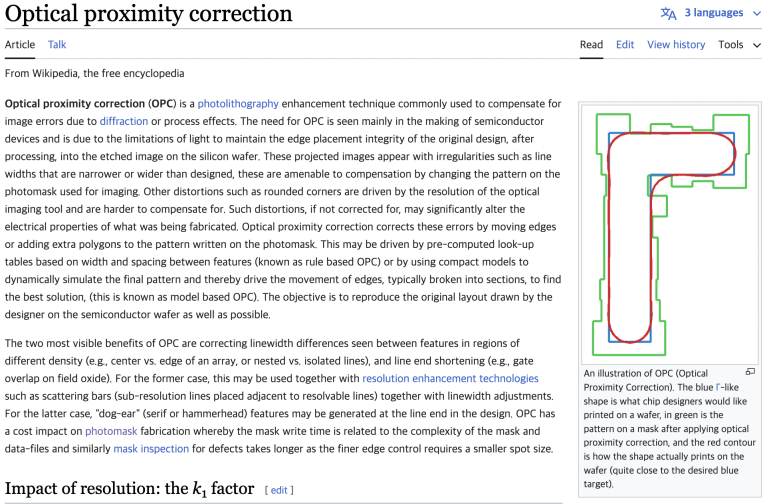 Optical proximity correction
3 languages
Article Talk Read Edit View history Tools
From Wikipedia, the free encyclopedia
Optical proximity correction (OPC) is a photolithography enhancement technique commonly used to compensate for
image errors due to diffraction or process effects. The need for OPC is seen mainly in the making of semiconductor
devices and is due to the limitations of light to maintain the edge placement integrity of the original design, after
processing, into the etched image on the silicon wafer. These projected images appear with irregularities such as line
widths that are narrower or wider than designed, these are amenable to compensation by changing the pattern on the
photomask used for imaging. Other distortions such as rounded corners are driven by the resolution of the optical
imaging tool and are harder to compensate for. Such distortions, if not corrected for, may significantly alter the
electrical properties of what was being fabricated. Optical proximity correction corrects these errors by moving edges
or adding extra polygons to the pattern written on the photomask. This may be driven by pre-computed look-up
tables based on width and spacing between features (known as rule based OPC) or by using compact models to
dynamically simulate the final pattern and thereby drive the movement of edges, typically broken into sections, to find
the best solution, (this is known as model based OPC). The objective is to reproduce the original layout drawn by the
designer on the semiconductor wafer as well as possible.
The two most visible benefits of OPC are correcting linewidth differences seen between features in regions of
different density (e.g., center vs. edge of an array, or nested vs. isolated lines), and line end shortening (e.g., gate
overlap on field oxide). For the former case, this may be used together with resolution enhancement technologies
such as scattering bars (sub-resolution lines placed adjacent to resolvable lines) together with linewidth adjustments.
For the latter case, "dog-ear" (serif or hammerhead) features may be generated at the line end in the design. OPC has
a cost impact on photomask fabrication whereby the mask write time is related to the complexity of the mask and
data-files and similarly mask inspection for defects takes longer as the finer edge control requires a smaller spot size.
An illustration of OPC (Optical
Proximity Correction). The blue Γ-like
shape is what chip designers would like
printed on a wafer, in green is the
pattern on a mask after applying optical
proximity correction, and the red contour
is how the shape actually prints on the
wafer (quite close to the desired blue
target).
Impact of resolution: the k1 factor [ edit ]